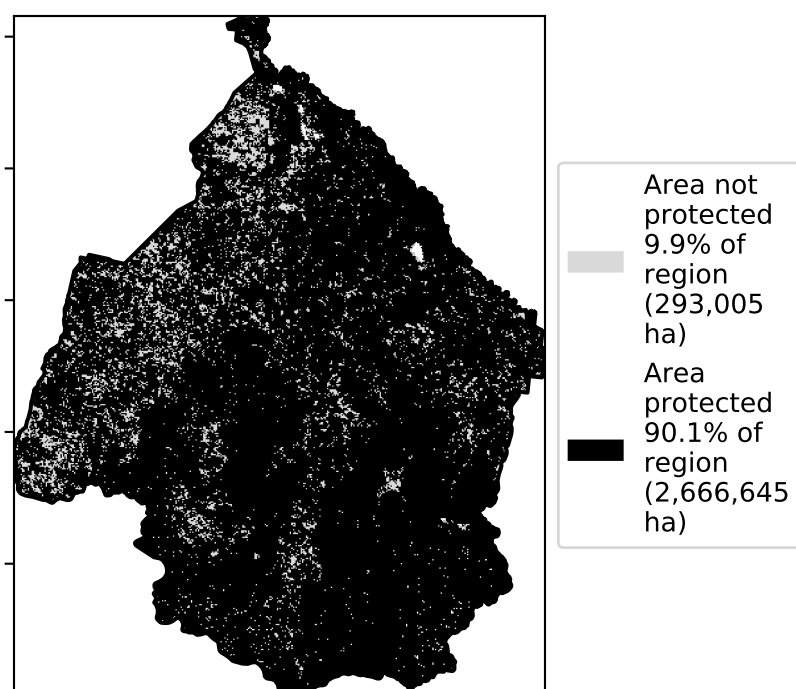 Area not
protected
9.9% of
region
(293,005
ha)
Area
protected
90.1% of
region
(2,666,645
ha)